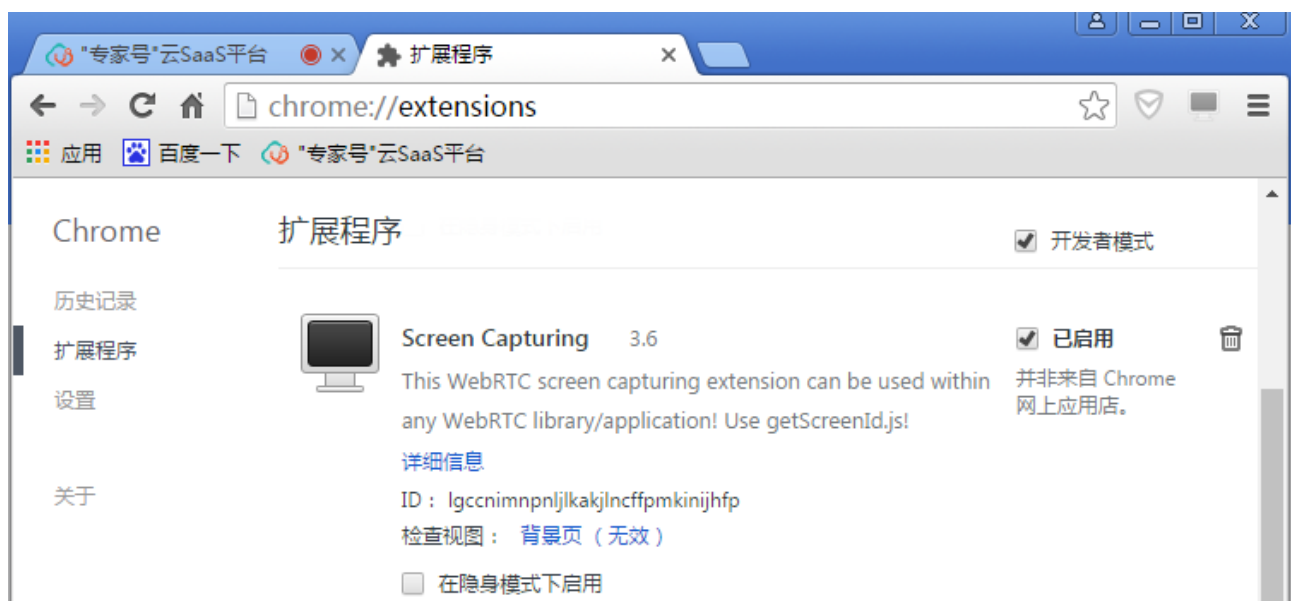 "专家号"云SaaS平台
扩展程序
chrome://extensions
应用
百度一下
"专家号"云SaaS平台
Chrome
扩展程序
开发者模式
历史记录
扩展程序
设置
关于
Screen Capturing 3.6
已启用
This WebRTC screen capturing extension can be used within
any WebRTC library/application! Use getScreenId.js!
并非来自 Chrome
网上应用店。
详细信息
ID： lgccnimnpnljlkakjlncffpmkinijhfp
检查视图： 背景页（无效）
在隐身模式下启用